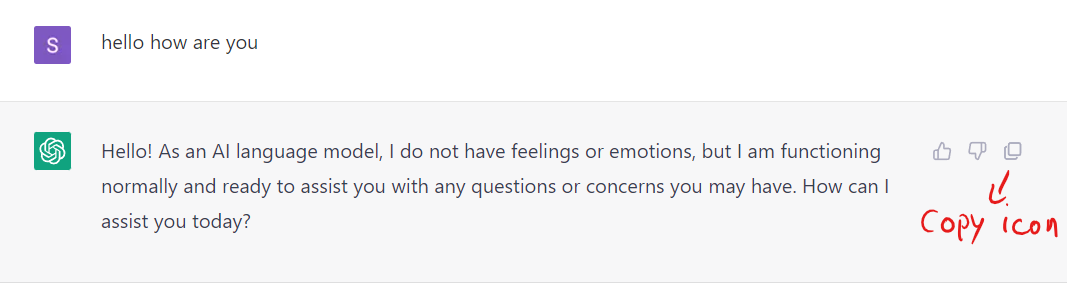 S
hello how are you
Hello! As an AI language model, I do not have feelings or emotions, but I am functioning
normally and ready to assist you with any questions or concerns you may have. How can I
assist you today?
Copy icon